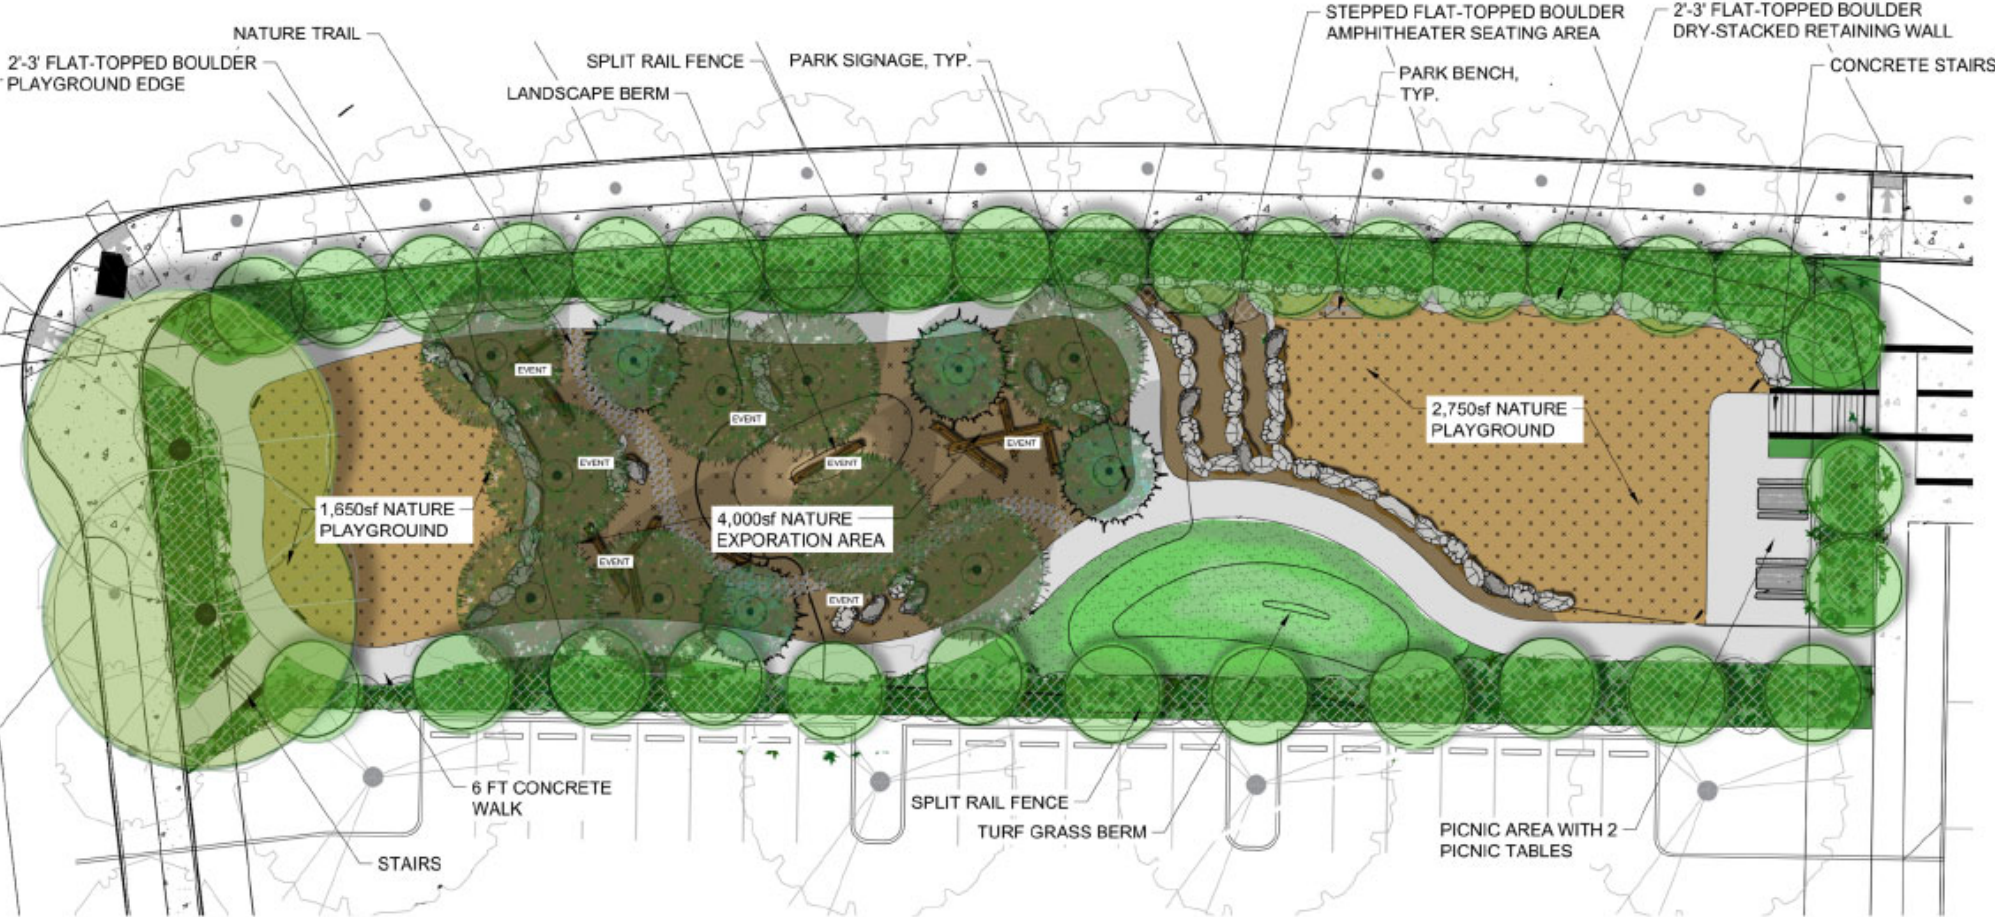 NATURE TRAIL
2'-3' FLAT-TOPPED BOULDER
PLAYGROUND EDGE
SPLIT RAIL FENCE
LANDSCAPE BERM
PARK SIGNAGE, TYP.
STEPPED FLAT-TOPPED BOULDER
AMPHITHEATER SEATING AREA
PARK BENCH,
TYP.
2'-3' FLAT-TOPPED BOULDER
DRY-STACKED RETAINING WALL
CONCRETE STAIRS
EVENT
EVENT
EVENT
EVENT
EVENT
EVENT
EVENT
2,750sf NATURE
PLAYGROUND
1,650sf NATURE
PLAYGROUIND
4,000sf NATURE
EXPORATION AREA
6 FT CONCRETE
WALK
STAIRS
SPLIT RAIL FENCE
TURF GRASS BERM
PICNIC AREA WITH 2
PICNIC TABLES